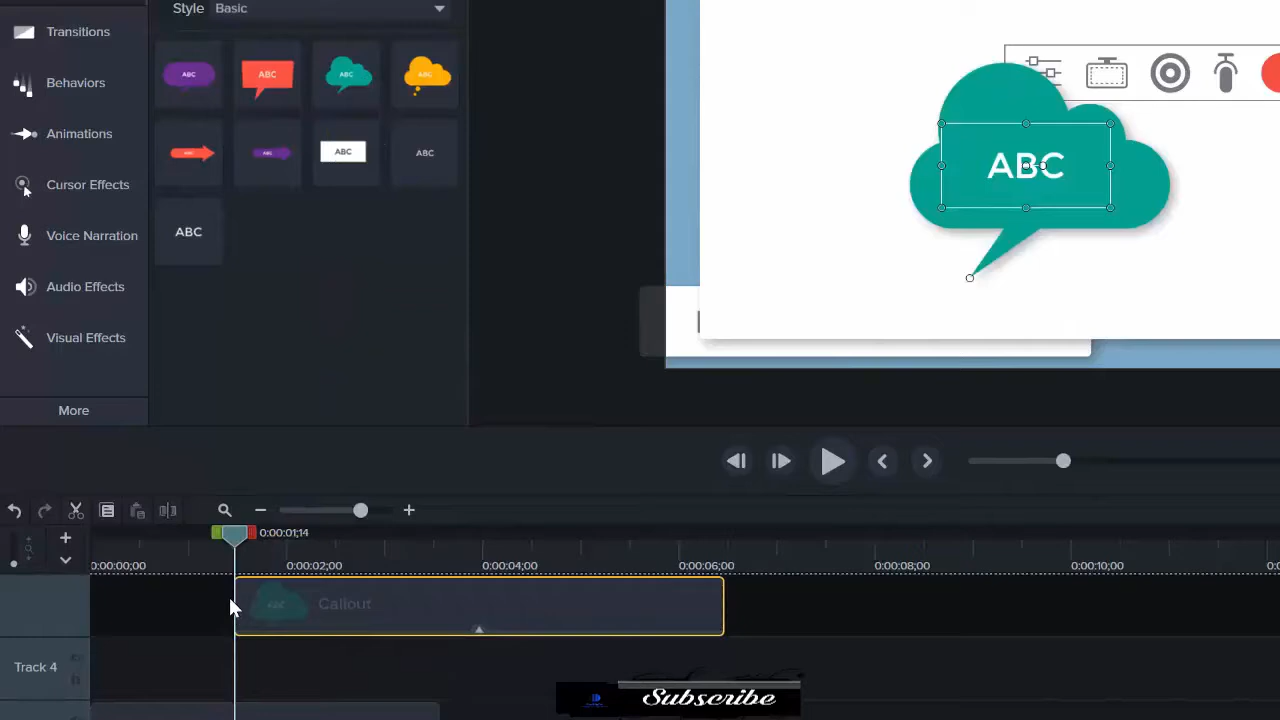 Style Basic
Transitions
Behaviors
Animations
Cursor Effects
Voice Narration
Audio Effects
Visual Effects
More
ABC ABC ABC ABC
ABC ABC ABC
ABC
ABC
0:00:01;14
0:00:00;00 0:00:02;00 0:00:04;00 0:00:06;00 0:00:08;00 0:00:10;00
ABC Callout
Track 4
Subscribe